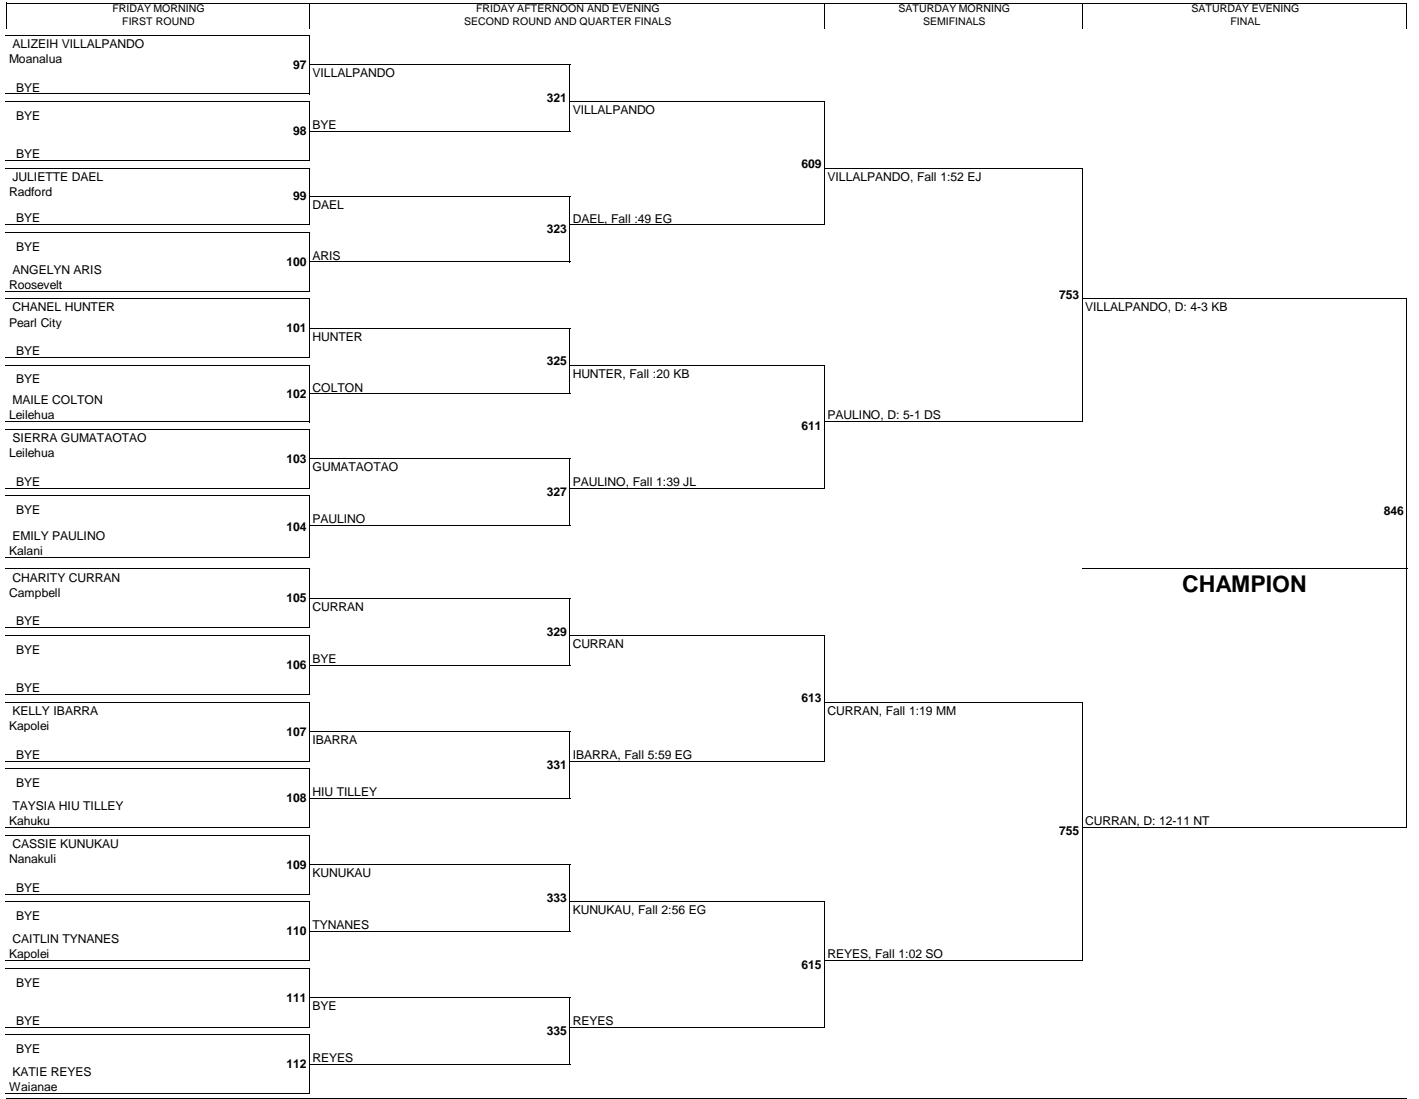 FRIDAY MORNING
FIRST ROUND
FRIDAY AFTERNOON AND EVENING
SECOND ROUND AND QUARTER FINALS
SATURDAY MORNING
SEMIFINALS
SATURDAY EVENING
FINAL
ALIZEIH VILLALPANDO
Moanalua
97
BYE
BYE
98
BYE
JULIETTE DAEL
Radford
99
BYE
BYE
100
ANGELYN ARIS
Roosevelt
CHANEL HUNTER
Pearl City
101
BYE
BYE
102
MAILE COLTON
Leilehua
SIERRA GUMATAOTAO
Leilehua
103
BYE
BYE
104
EMILY PAULINO
Kalani
CHARITY CURRAN
Campbell
105
BYE
BYE
106
BYE
KELLY IBARRA
Kapolei
107
BYE
BYE
108
TAYSIA HIU TILLEY
Kahuku
CASSIE KUNUKAU
Nanakuli
109
BYE
BYE
110
CAITLIN TYNANES
Kapolei
BYE
111
BYE
BYE
112
KATIE REYES
Waianae
VILLALPANDO
321
BYE
DAEL
323
ARIS
HUNTER
325
COLTON
GUMATAOTAO
327
PAULINO
CURRAN
329
BYE
IBARRA
331
HIU TILLEY
KUNUKAU
333
TYNANES
BYE
335
REYES
VILLALPANDO
609
DAEL, Fall :49 EG
HUNTER, Fall :20 KB
611
PAULINO, Fall 1:39 JL
CURRAN
613
IBARRA, Fall 5:59 EG
KUNUKAU, Fall 2:56 EG
615
REYES
VILLALPANDO, Fall 1:52 EJ
753
PAULINO, D: 5-1 DS
CURRAN, Fall 1:19 MM
755
REYES, Fall 1:02 SO
VILLALPANDO, D: 4-3 KB
846
CHAMPION
CURRAN, D: 12-11 NT